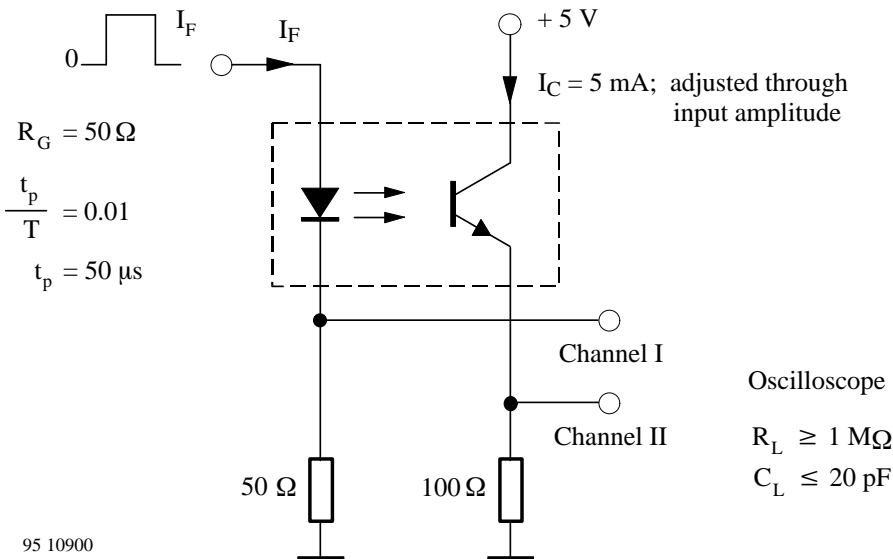 0
I_F
I_F
+ 5 V
I_C = 5 mA; adjusted through
input amplitude
R_G = 50 Ω
t_p
T
= 0.01
t_p = 50 µs
Channel I
Channel II
50 Ω
100 Ω
Oscilloscope
R_L ≥ 1 MΩ
C_L ≤ 20 pF
95 10900